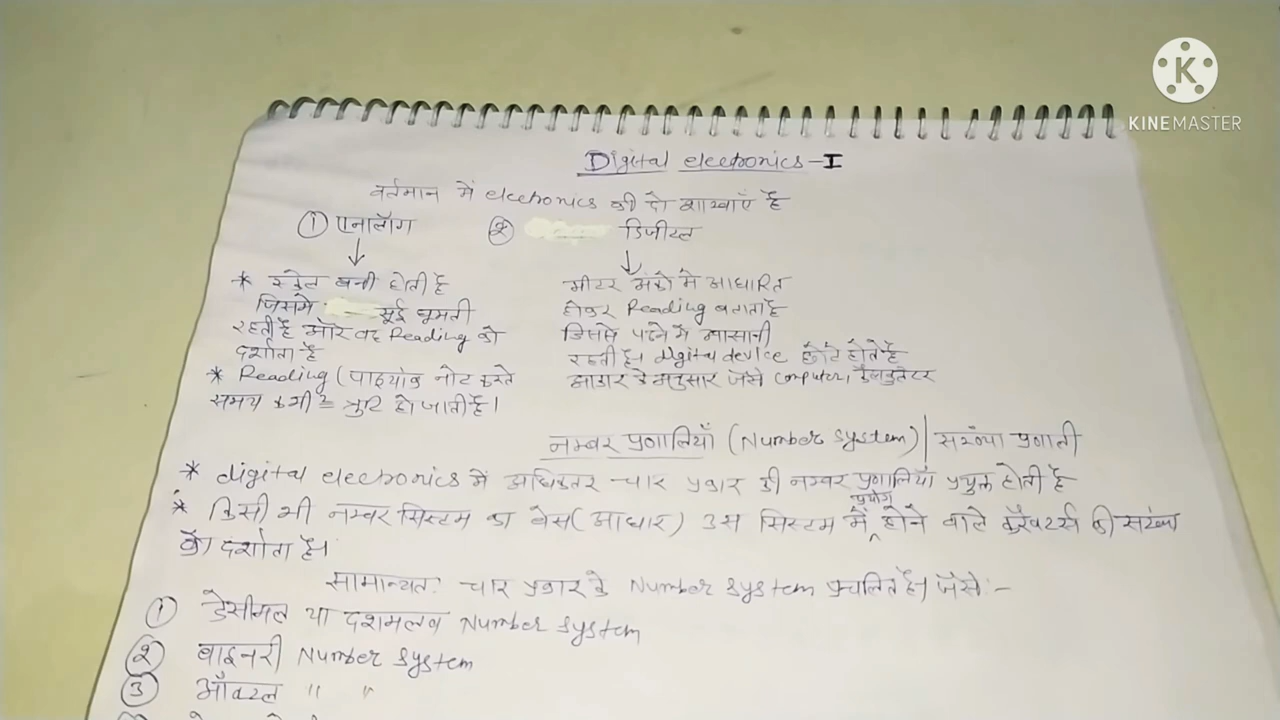 KINEMASTER
Digital electronics-I
वर्तमान में electronics की दो शाखाएँ है
① एनालॉग ② डिजीटल
* स्केल बनी होती है
जिसमे सूई घूमती
रहती है और वह Reading को
दर्शाता है
* Reading (पाठ्यांक नोट करते
समय कभी२ त्रुटि हो जाती है।
मीटर अंको मे आधारित
होकर Reading बताता है
जिससे पढ़ने में आसानी
रहती है। digital device छोटे होते है
आकार के अनुसार जैसे computer, कैलकुलेटर
नम्बर प्रणालियाँ (Number system) | संख्या प्रणाली
* digital electronics में अधिकतर चार प्रकार की नम्बर प्रणालियाँ प्रयुक्त होती है
* किसी भी नम्बर सिस्टम का बेस (आधार) उस सिस्टम में प्रयोग होने वाले कैरेक्टर्स की संख्या
को दर्शाता है।
सामान्यतः चार प्रकार के Number system प्रचलित है। जैसे:-
① डेसीमल या दशमलव Number system
② बाइनरी Number system
③ ऑक्टल " "